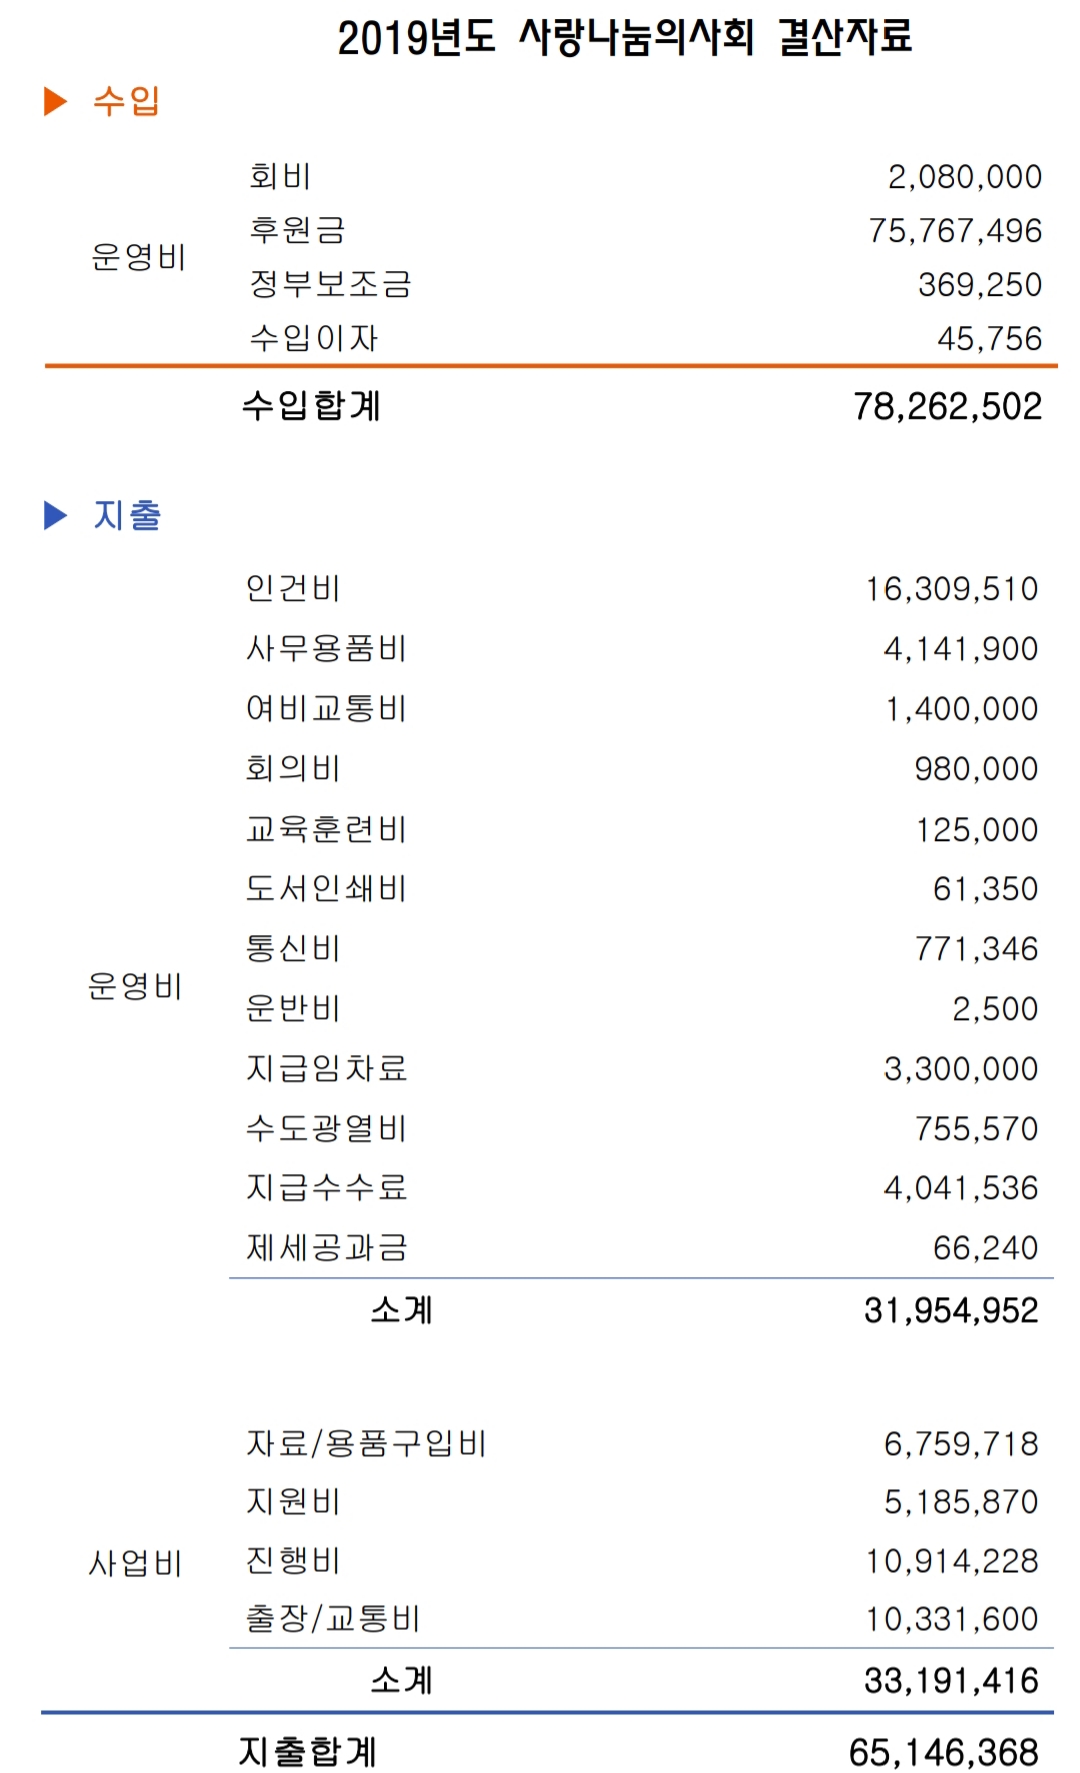 2019년도 사랑나눔의사회 결산자료
▶ 수입
회비 2,080,000
후원금 75,767,496
운영비
정부보조금 369,250
수입이자 45,756
수입합계 78,262,502
▶ 지출
인건비 16,309,510
사무용품비 4,141,900
여비교통비 1,400,000
회의비 980,000
교육훈련비 125,000
도서인쇄비 61,350
통신비 771,346
운영비
운반비 2,500
지급임차료 3,300,000
수도광열비 755,570
지급수수료 4,041,536
제세공과금 66,240
소계 31,954,952
자료/용품구입비 6,759,718
지원비 5,185,870
사업비 진행비 10,914,228
출장/교통비 10,331,600
소계 33,191,416
지출합계 65,146,368